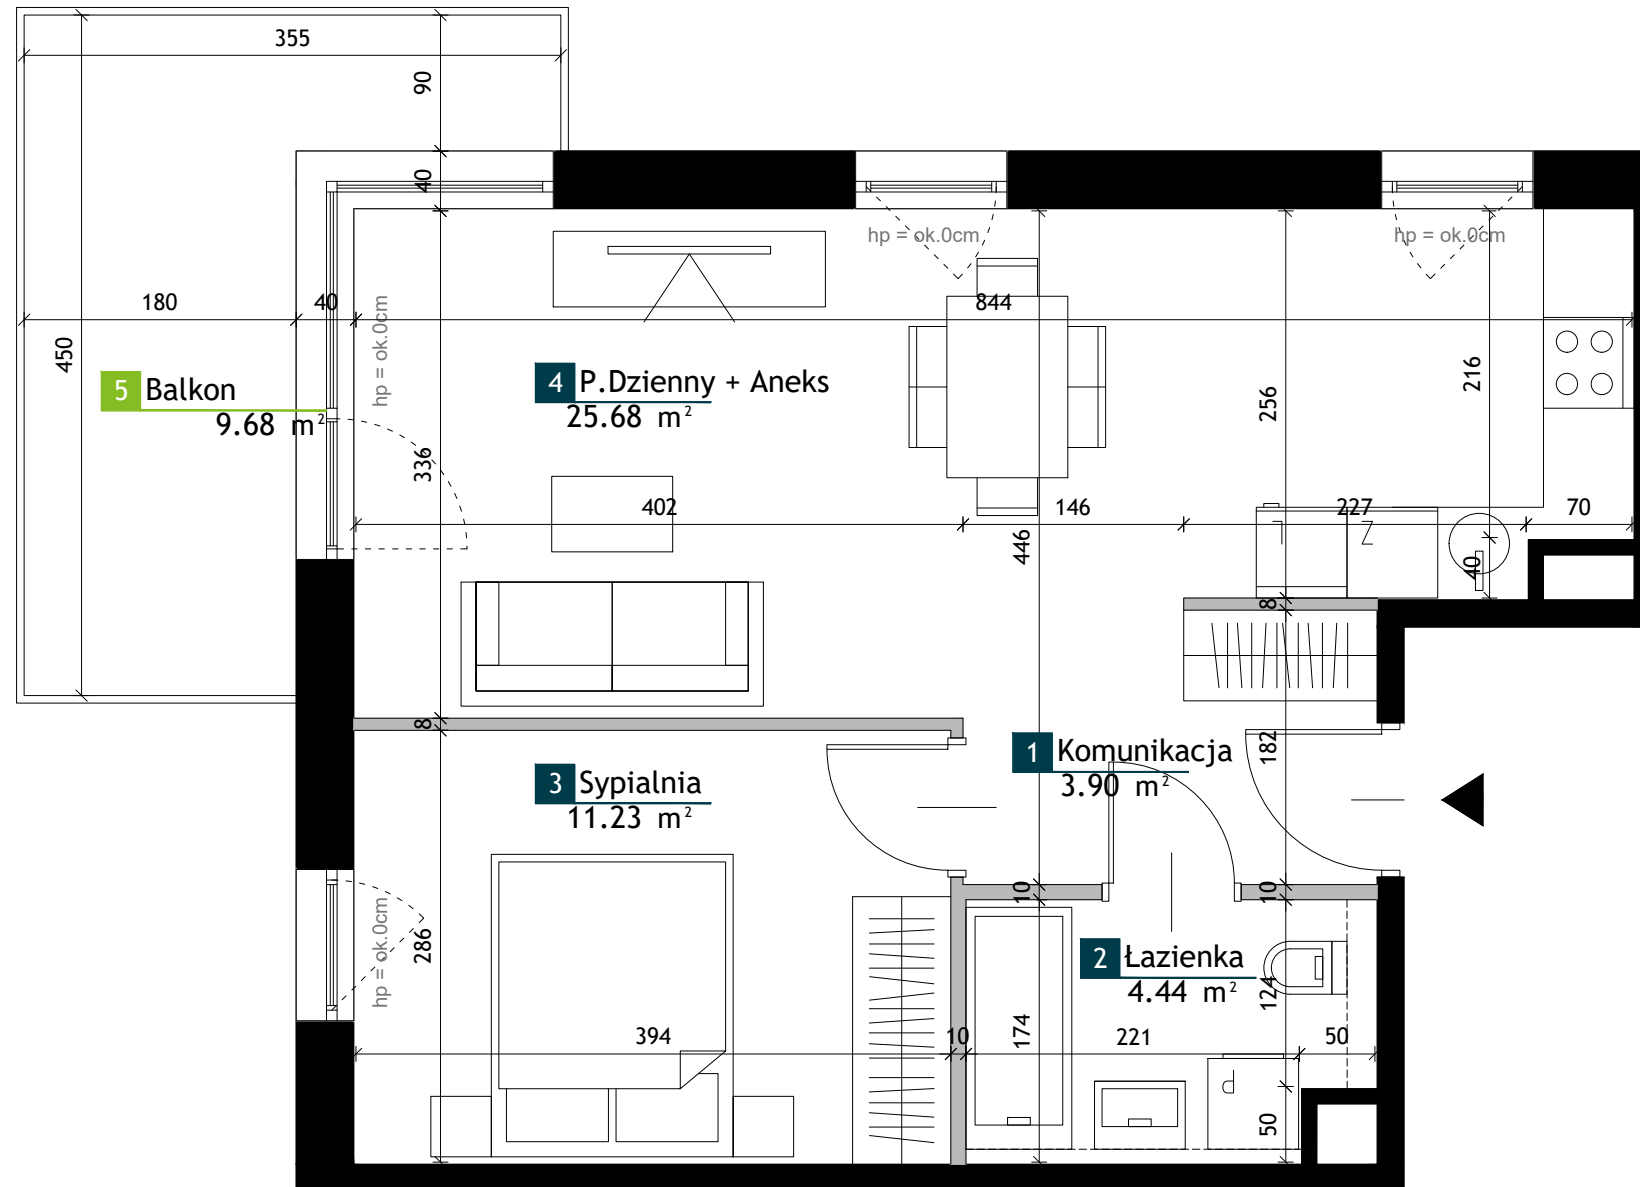 355
90
40
hp = ok.0cm
hp = ok.0cm
180
40
844
hp = ok.0cm
450
216
5 Balkon
9.68 m²
4 P.Dzienny + Aneks
25.68 m²
256
336
402
146
227
70
446
Z
40
8
8
182
1 Komunikacja
3.90 m²
3 Sypialnia
11.23 m²
10
10
hp = ok.0cm
286
2 Łazienka
4.44 m²
124
174
394
10
221
50
P
50